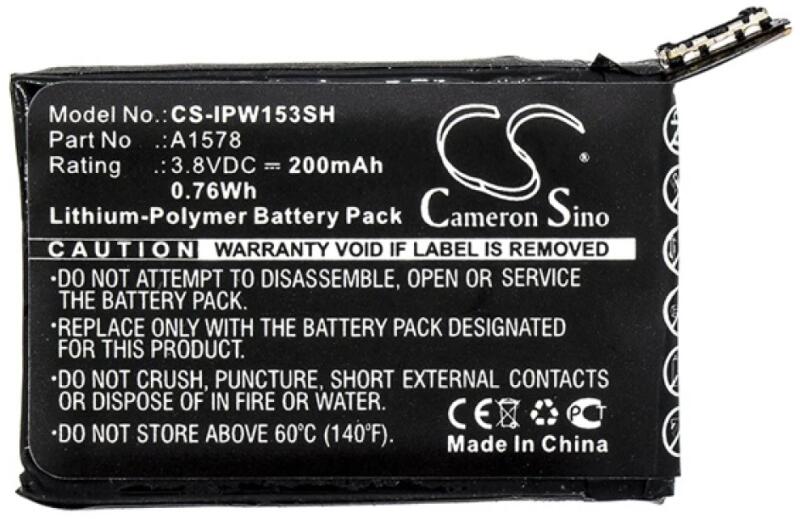 Model No.: CS-IPW153SH
Part No : A1578
Rating : 3.8VDC ⎓ 200mAh
0.76Wh
Lithium-Polymer Battery Pack
CS®
Cameron Sino
CAUTION WARRANTY VOID IF LABEL IS REMOVED
•DO NOT ATTEMPT TO DISASSEMBLE, OPEN OR SERVICE
THE BATTERY PACK.
•REPLACE ONLY WITH THE BATTERY PACK DESIGNATED
FOR THIS PRODUCT.
•DO NOT CRUSH, PUNCTURE, SHORT EXTERNAL CONTACTS
OR DISPOSE OF IN FIRE OR WATER.
•DO NOT STORE ABOVE 60°C (140°F).
CE PCT
Made In China